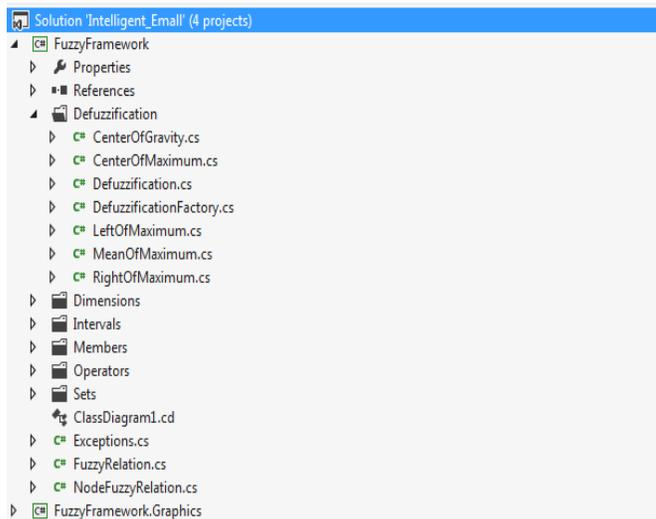 Solution 'Intelligent_Emall' (4 projects)
C# FuzzyFramework
Properties
References
Defuzzification
C# CenterOfGravity.cs
C# CenterOfMaximum.cs
C# Defuzzification.cs
C# DefuzzificationFactory.cs
C# LeftOfMaximum.cs
C# MeanOfMaximum.cs
C# RightOfMaximum.cs
Dimensions
Intervals
Members
Operators
Sets
ClassDiagram1.cd
C# Exceptions.cs
C# FuzzyRelation.cs
C# NodeFuzzyRelation.cs
C# FuzzyFramework.Graphics